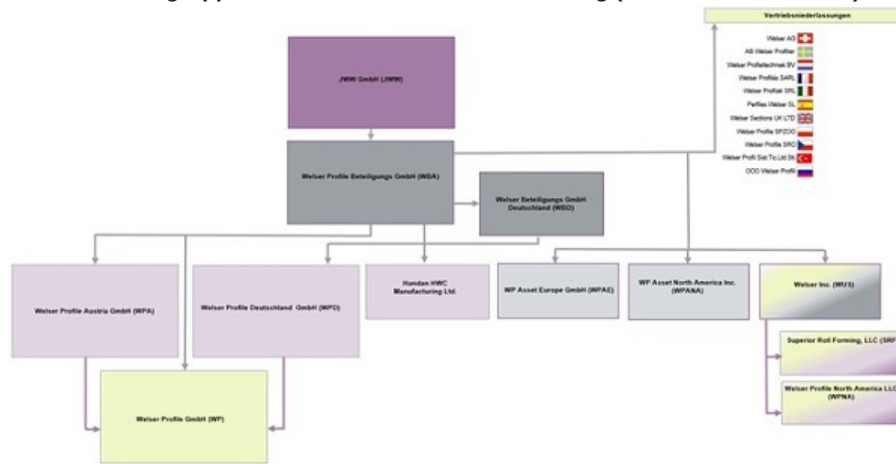 Vertriebsniederlassungen
Welser AG
AB Welser Profiler
Welser Profieltechniek BV
Welser Profilés SARL
Welser Profilati SRL
Perfiles Welser SL
Welser Sections UK LTD
Welser Profile SPZOO
Welser Profile SRO
Welser Profil San.Tic.Ltd.Sti.
OOO Welser Profil
JWW GmbH (JWW)
Welser Profile Beteiligungs GmbH (WBA)
Welser Beteiligungs GmbH
Deutschland (WBD)
Welser Profile Austria GmbH (WPA)
Welser Profile Deutschland GmbH (WPD)
Handan HWC
Manufacturing Ltd.
WP Asset Europe GmbH (WPAE)
WP Asset North America Inc.
(WPANA)
Welser Inc. (WUS)
Superior Roll Forming, LLC (SRF
Welser Profile North America LLC
(WPNA)
Welser Profile GmbH (WP)